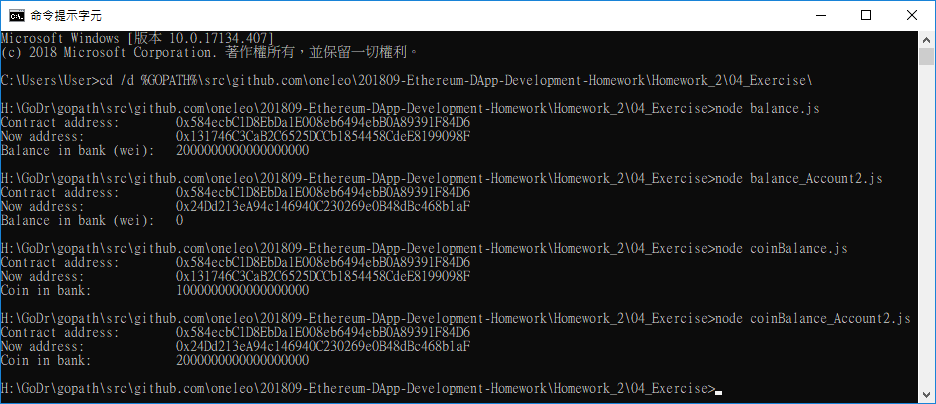 命令提示字元
Microsoft Windows [版本 10.0.17134.407]
(c) 2018 Microsoft Corporation. 著作權所有，並保留一切權利。
C:\Users\User>cd /d %GOPATH%\src\github.com\oneleo\201809-Ethereum-DApp-Development-Homework\Homework_2\04_Exercise\
H:\GoDr\gopath\src\github.com\oneleo\201809-Ethereum-DApp-Development-Homework\Homework_2\04_Exercise>node balance.js
Contract address: 0x584ecbC1D8EbDa1E008eb6494ebB0A89391F84D6
Now address: 0x131746C3CaB2C6525DCCb1854458CdeE8199098F
Balance in bank (wei): 2000000000000000000
H:\GoDr\gopath\src\github.com\oneleo\201809-Ethereum-DApp-Development-Homework\Homework_2\04_Exercise>node balance_Account2.js
Contract address: 0x584ecbC1D8EbDa1E008eb6494ebB0A89391F84D6
Now address: 0x24Dd213eA94c146940C230269e0B48dBc468b1aF
Balance in bank (wei): 0
H:\GoDr\gopath\src\github.com\oneleo\201809-Ethereum-DApp-Development-Homework\Homework_2\04_Exercise>node coinBalance.js
Contract address: 0x584ecbC1D8EbDa1E008eb6494ebB0A89391F84D6
Now address: 0x131746C3CaB2C6525DCCb1854458CdeE8199098F
Coin in bank: 1000000000000000000
H:\GoDr\gopath\src\github.com\oneleo\201809-Ethereum-DApp-Development-Homework\Homework_2\04_Exercise>node coinBalance_Account2.js
Contract address: 0x584ecbC1D8EbDa1E008eb6494ebB0A89391F84D6
Now address: 0x24Dd213eA94c146940C230269e0B48dBc468b1aF
Coin in bank: 2000000000000000000
H:\GoDr\gopath\src\github.com\oneleo\201809-Ethereum-DApp-Development-Homework\Homework_2\04_Exercise>